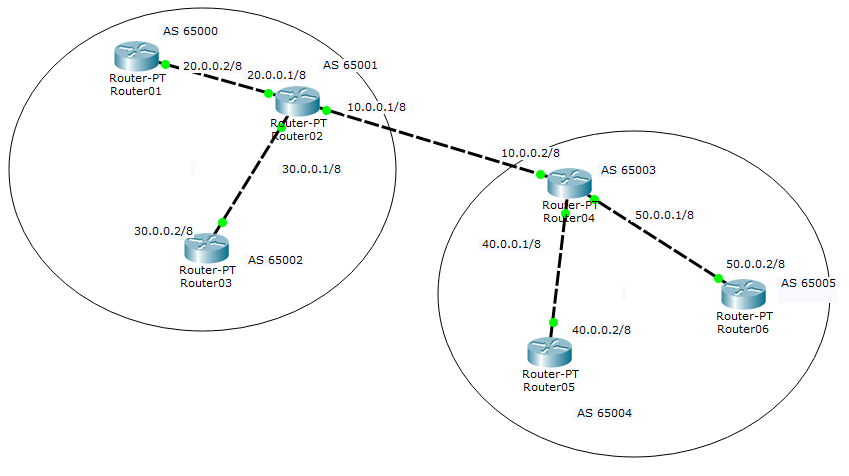 AS 65000
20.0.0.2/8
Router-PT
Router01
AS 65001
20.0.0.1/8
10.0.0.1/8
Router-PT
Router02
30.0.0.1/8
30.0.0.2/8
Router-PT
Router03
AS 65002
10.0.0.2/8
AS 65003
Router-PT
Router04
50.0.0.1/8
40.0.0.1/8
50.0.0.2/8
AS 65005
Router-PT
Router06
40.0.0.2/8
Router-PT
Router05
AS 65004